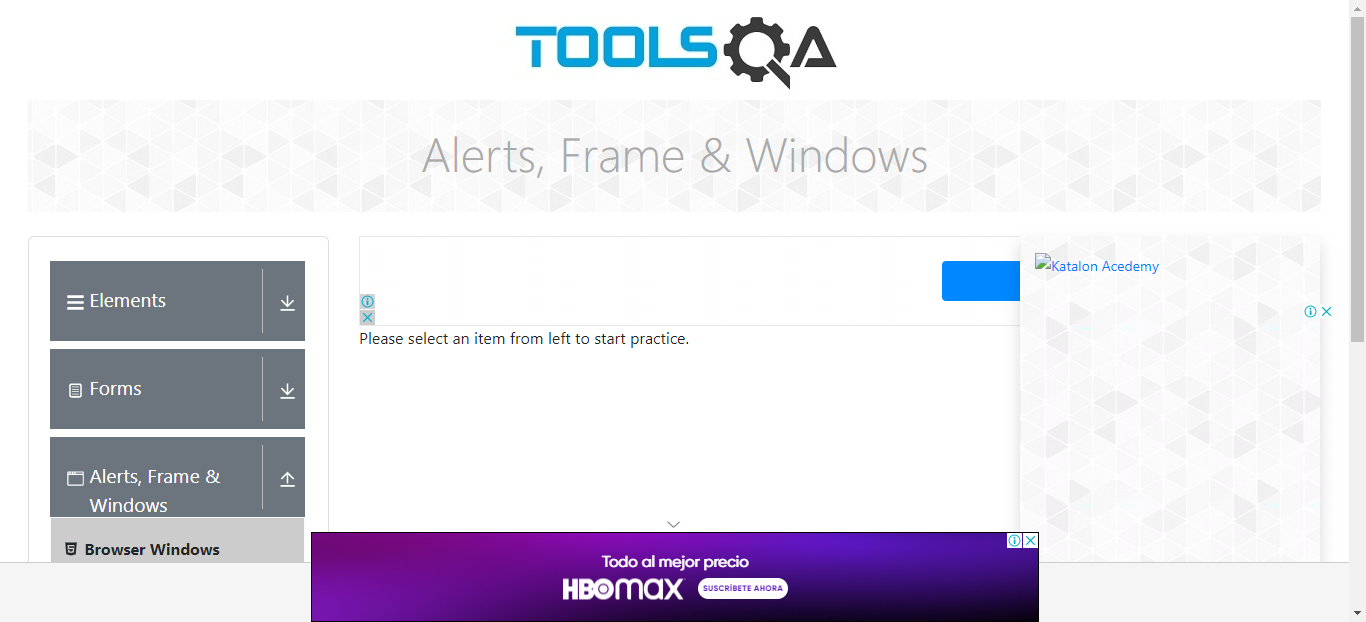 TOOLSQA
Alerts, Frame & Windows
Elements
Forms
Alerts, Frame &
Windows
Browser Windows
Please select an item from left to start practice.
Katalon Acedemy
Todo al mejor precio
HBOMAX
SUSCRÍBETE AHORA